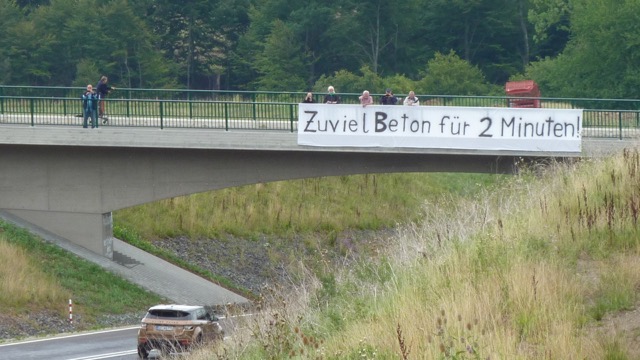 Zuviel Beton für 2 Minuten!